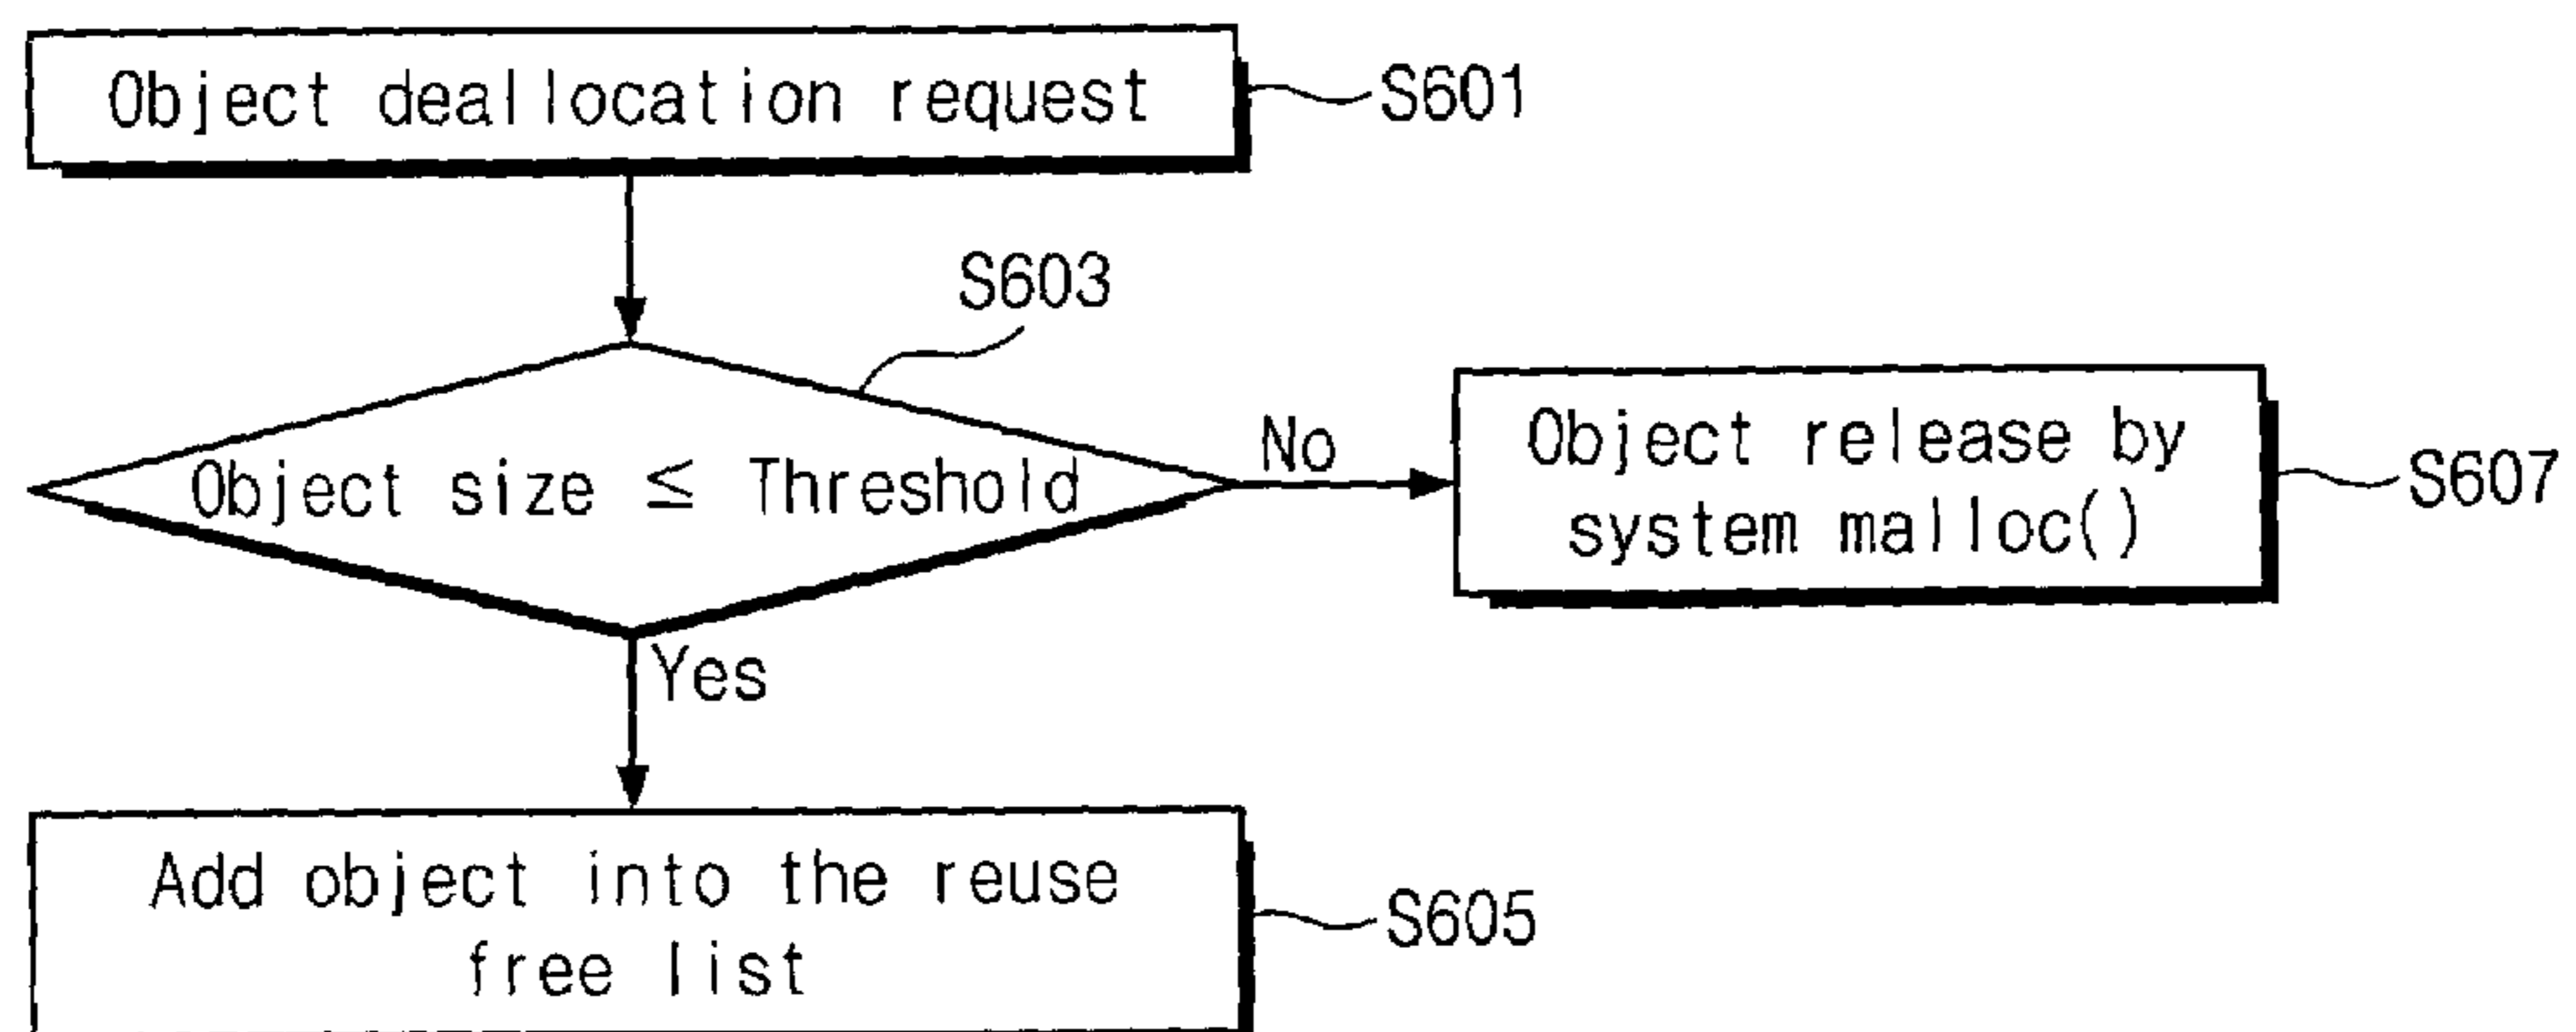 Object deallocation request
S601
S603
Object size ≤ Threshold
No
Object release by
system malloc()
S607
Yes
Add object into the reuse
free list
S605